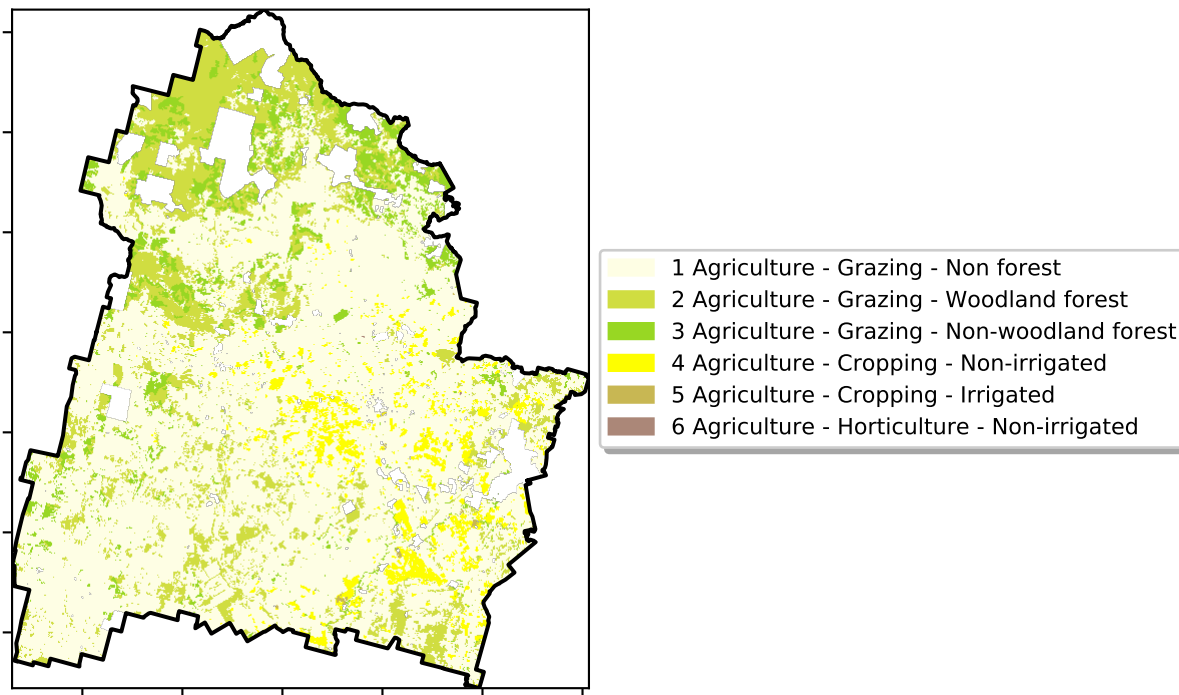 1 Agriculture - Grazing - Non forest
2 Agriculture - Grazing - Woodland forest
3 Agriculture - Grazing - Non-woodland forest
4 Agriculture - Cropping - Non-irrigated
5 Agriculture - Cropping - Irrigated
6 Agriculture - Horticulture - Non-irrigated